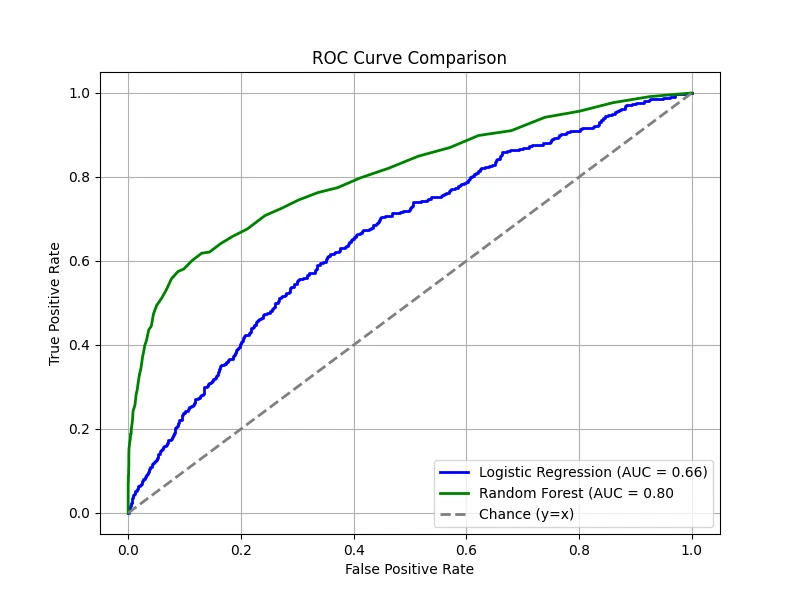 ROC Curve Comparison
True Positive Rate
1.0
0.8
0.6
0.4
0.2
0.0
Logistic Regression (AUC = 0.66)
Random Forest (AUC = 0.80
Chance (y=x)
0.0 0.2 0.4 0.6 0.8 1.0
False Positive Rate